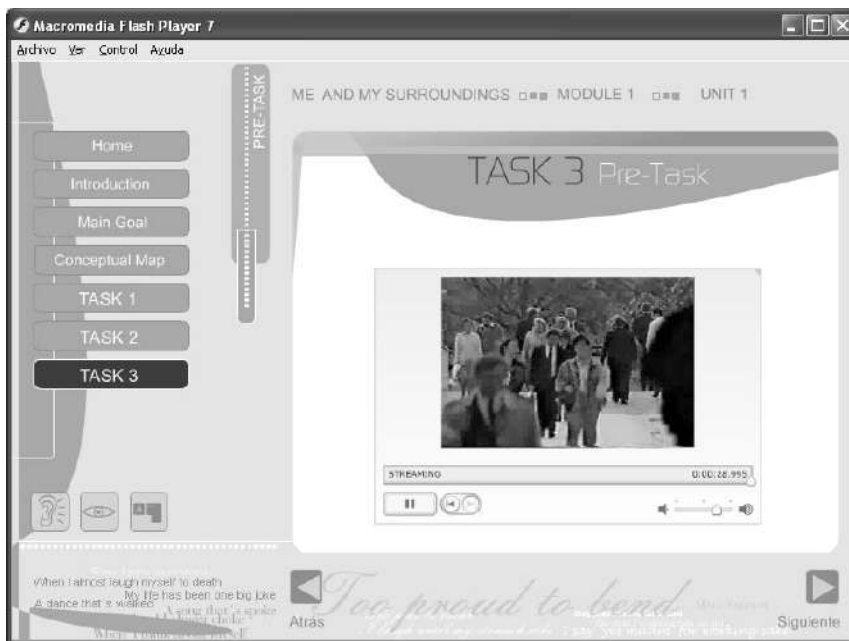 Macromedia Flash Player 7
Archivo Ver Control Ayuda
PRE-TASK
ME AND MY SURROUNDINGS MODULE 1 UNIT 1
Home
Introduction
Main Goal
Conceptual Map
TASK 1
TASK 2
TASK 3
TASK 3 Pre-Task
STREAMING 0:00:28.995
When I almost laugh myself to death
My life has been one big joke
A dance that's walked
A song that's spoke
Too proud to bend
Atrás
Siguiente